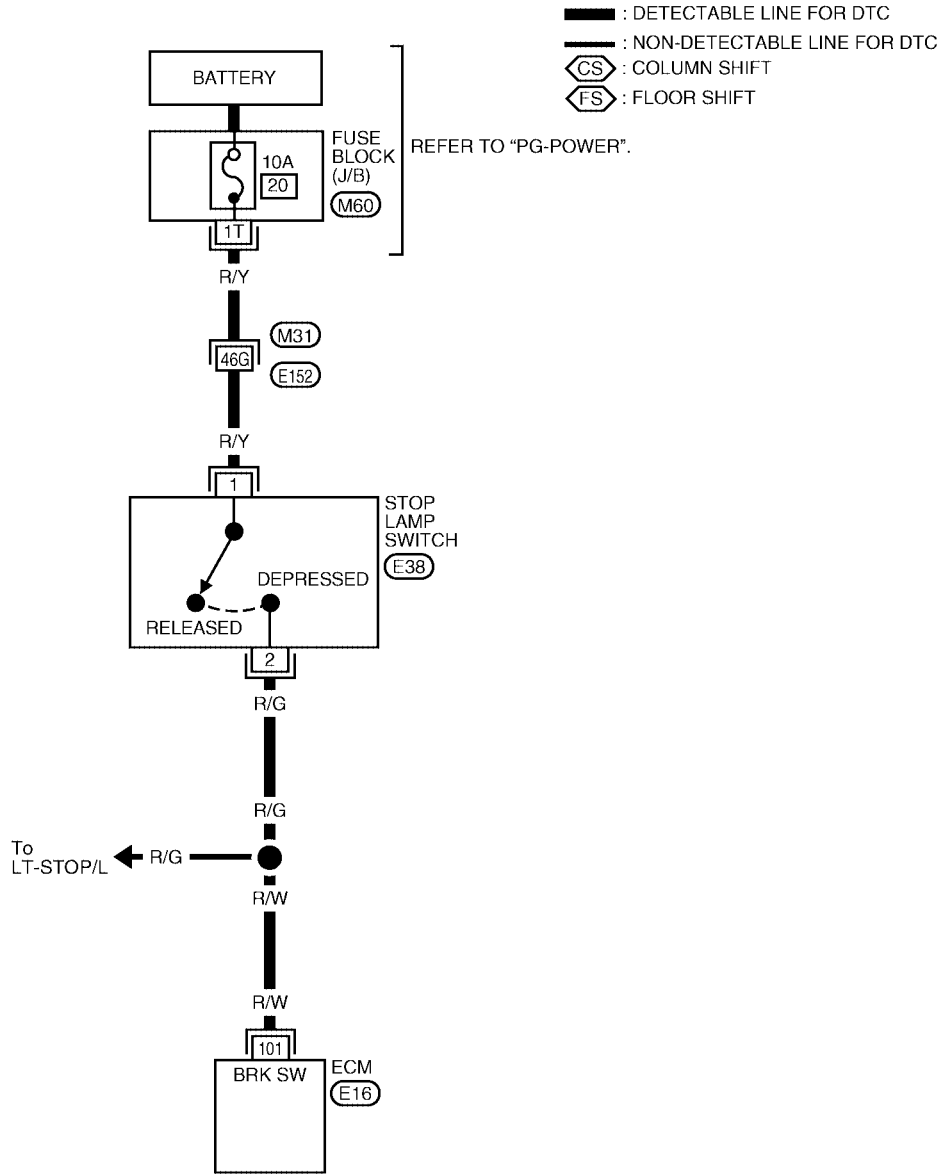 : DETECTABLE LINE FOR DTC
: NON-DETECTABLE LINE FOR DTC
CS : COLUMN SHIFT
FS : FLOOR SHIFT
BATTERY
FUSE
BLOCK
(J/B)
M60
REFER TO “PG-POWER”.
10A
20
1T
R/Y
M31
46G
E152
R/Y
1
STOP
LAMP
SWITCH
E38
DEPRESSED
RELEASED
2
R/G
R/G
To
LT-STOP/L
R/G
R/W
R/W
101
BRK SW
ECM
E16